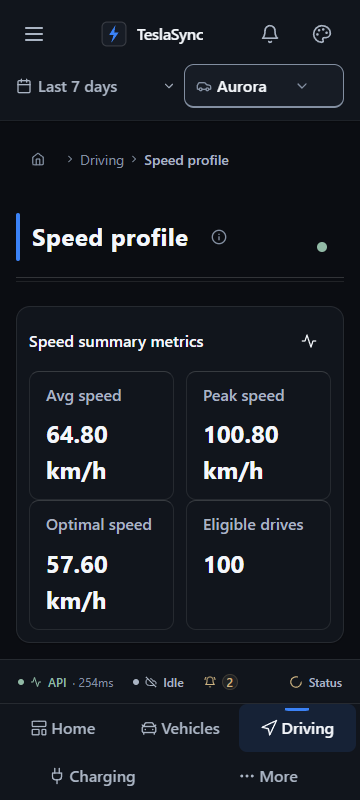 TeslaSync
Last 7 days
Aurora
Driving
Speed profile
Speed profile
Speed summary metrics
Avg speed
64.80
km/h
Peak speed
100.80
km/h
Optimal speed
57.60
km/h
Eligible drives
100
API · 254ms
Idle
2
Status
Home
Vehicles
Driving
Charging
More